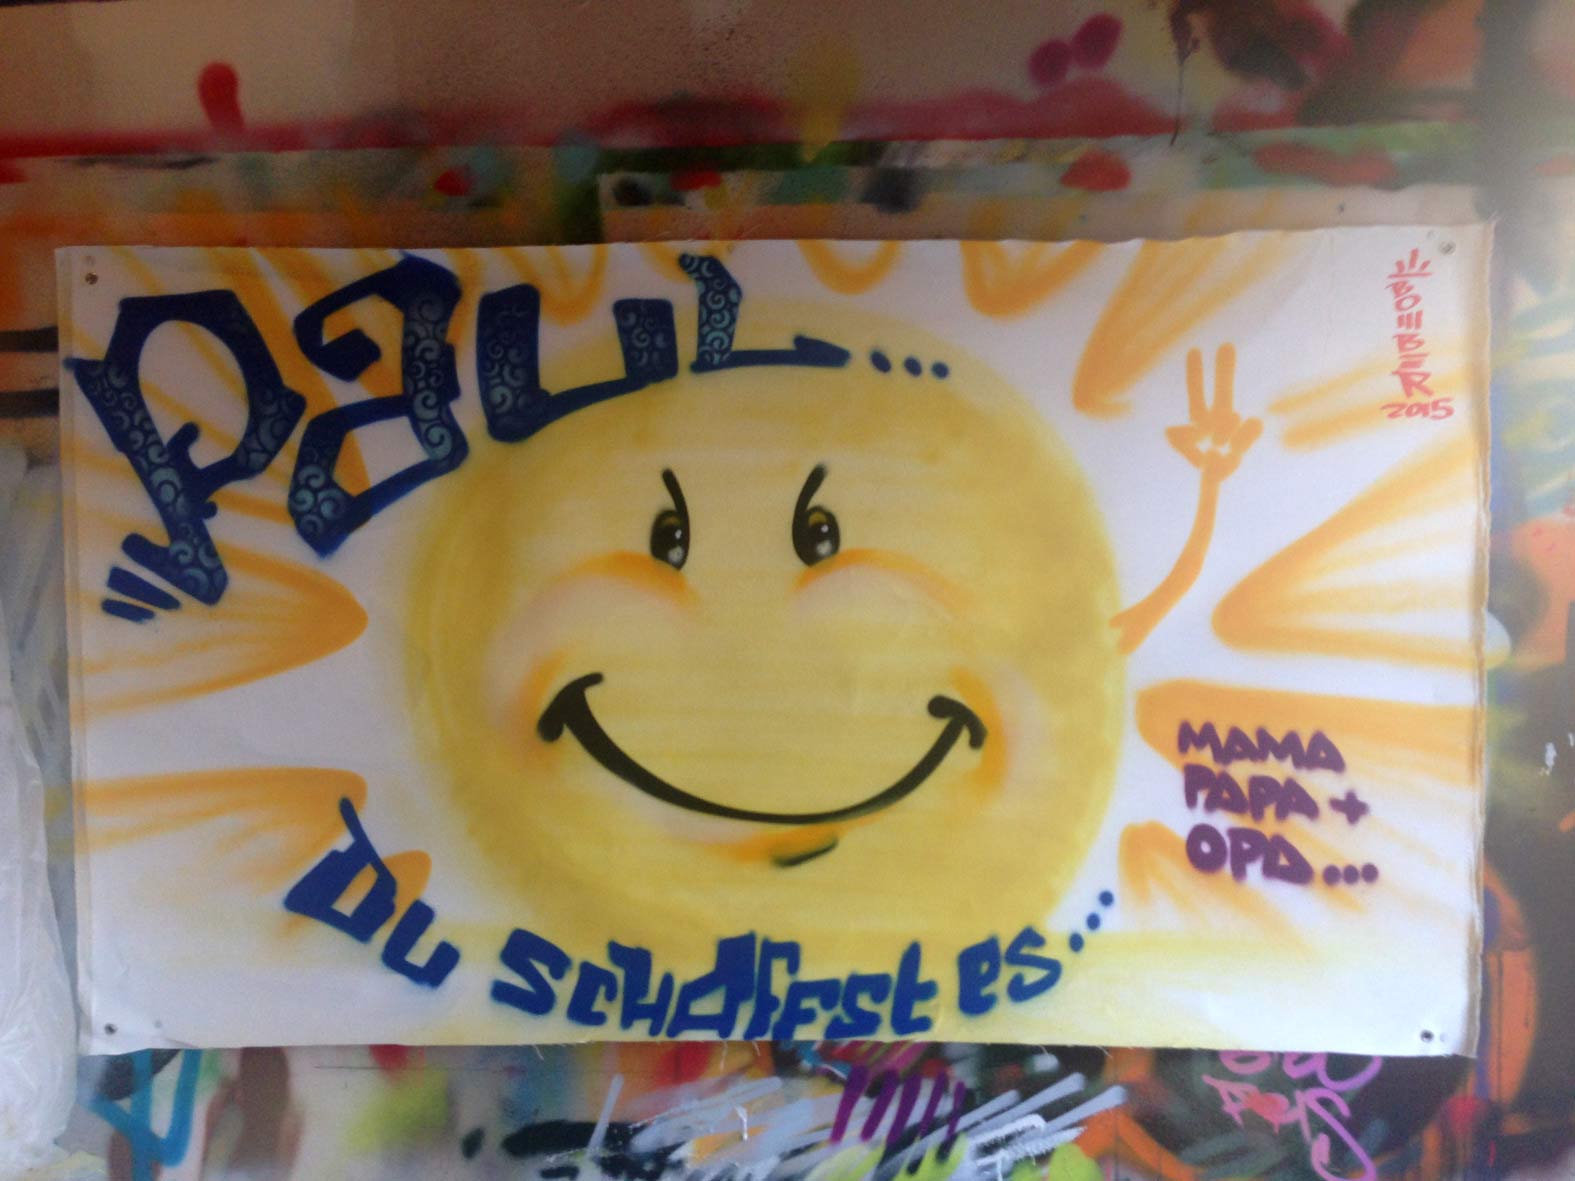 Paul...
BOMBER
2015
MAMA
PAPA +
OPA...
Du schaffst es...